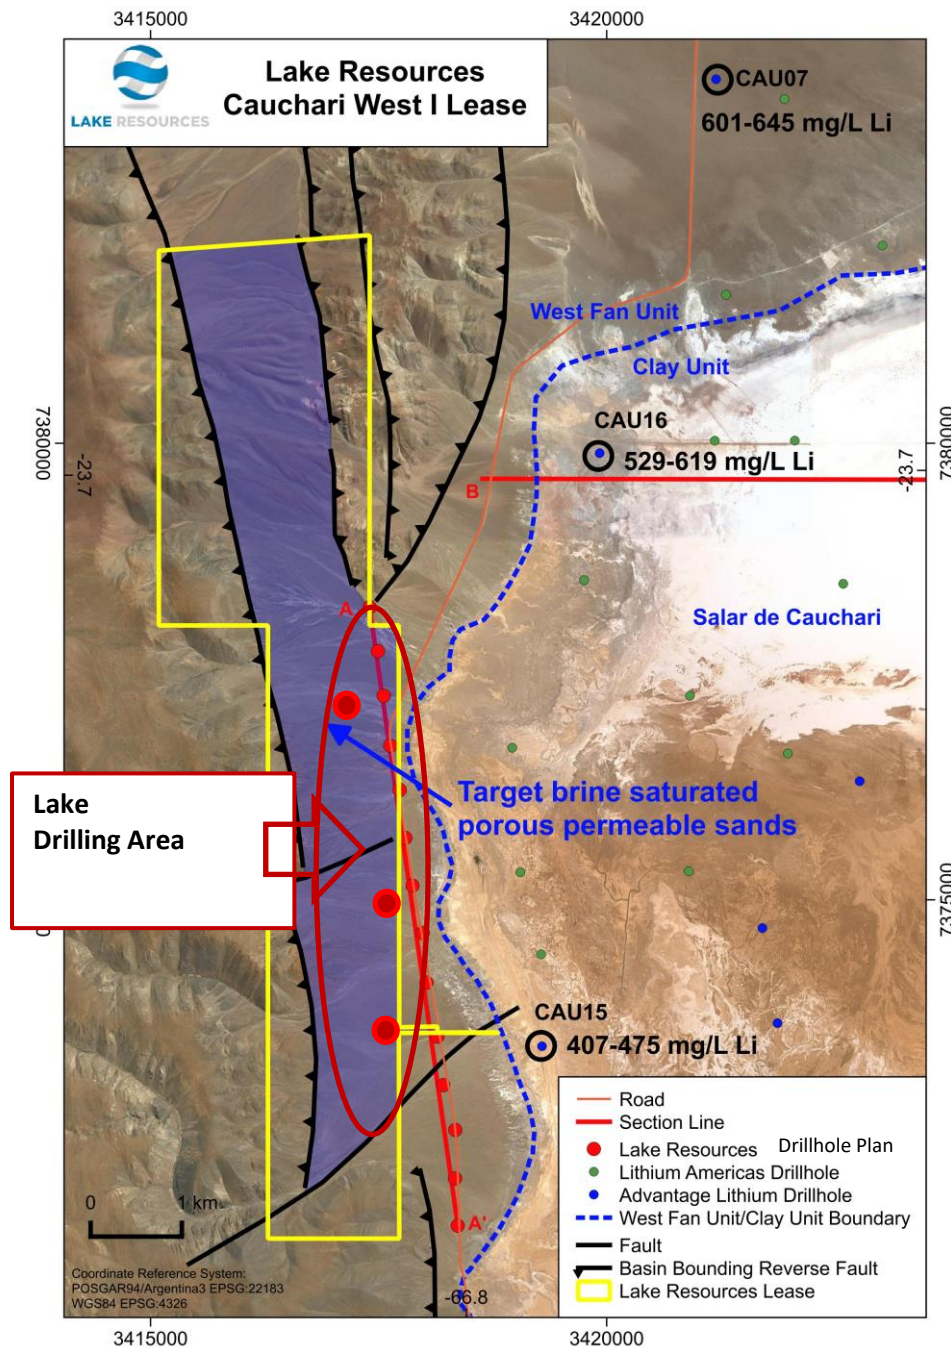 3415000
3420000
LAKE RESOURCES
Lake Resources
Cauchari West I Lease
CAU07
601-645 mg/L Li
West Fan Unit
Clay Unit
CAU16
529-619 mg/L Li
7380000
-23.7
-23.7
7380000
B
A
Salar de Cauchari
Target brine saturated
porous permeable sands
Lake
Drilling Area
0
7375000
CAU15
407-475 mg/L Li
Road
Section Line
Lake Resources Drillhole Plan
Lithium Americas Drillhole
Advantage Lithium Drillhole
West Fan Unit/Clay Unit Boundary
Fault
Basin Bounding Reverse Fault
Lake Resources Lease
A'
0 1 km
Coordinate Reference System:
POSGAR94/Argentina3 EPSG:22183
WGS84 EPSG:4326
-66.8
3415000
3420000